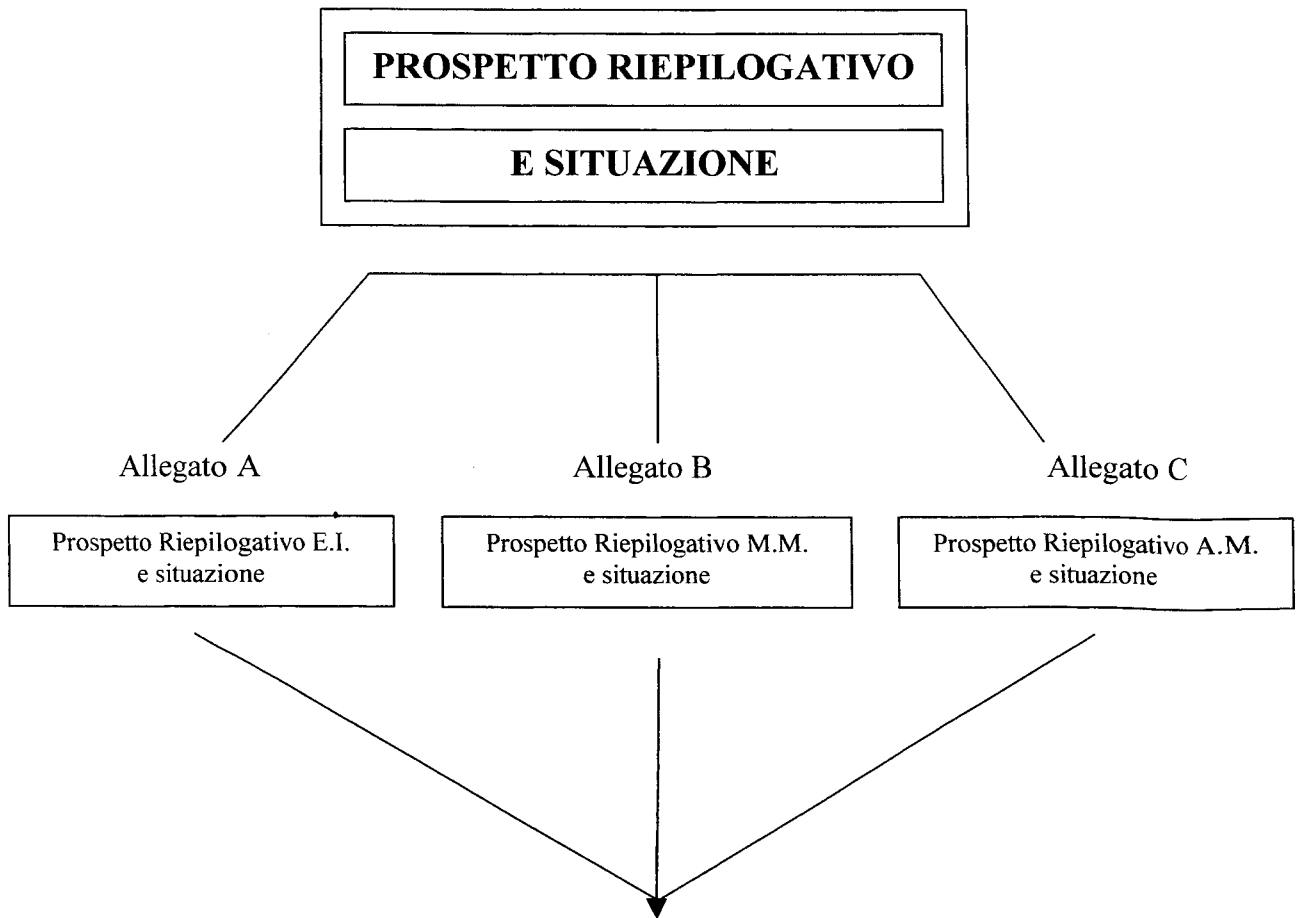 PROSPETTO RIEPILOGATIVO
E SITUAZIONE
Allegato A
Allegato B
Allegato C
Prospetto Riepilogativo E.I.
e situazione
Prospetto Riepilogativo M.M.
e situazione
Prospetto Riepilogativo A.M.
e situazione